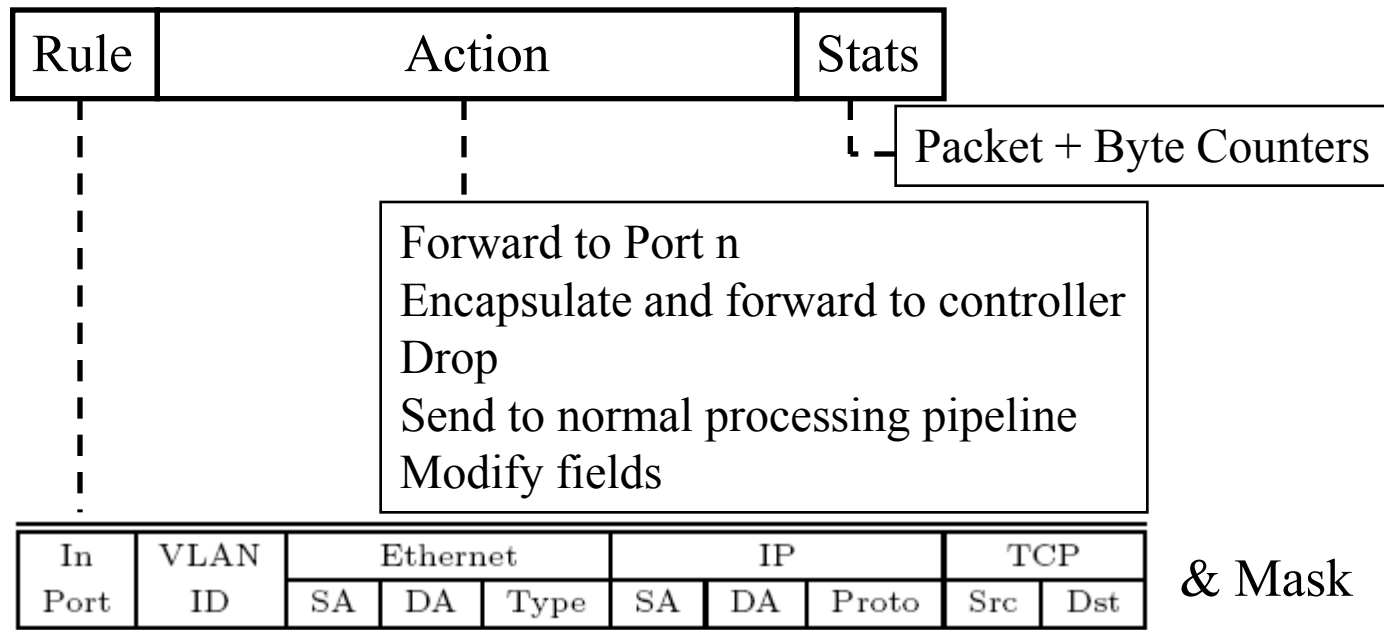 Rule Action Stats
Packet + Byte Counters
Forward to Port n
Encapsulate and forward to controller
Drop
Send to normal processing pipeline
Modify fields
In Port VLAN ID Ethernet IP TCP
SA DA Type SA DA Proto Src Dst
& Mask